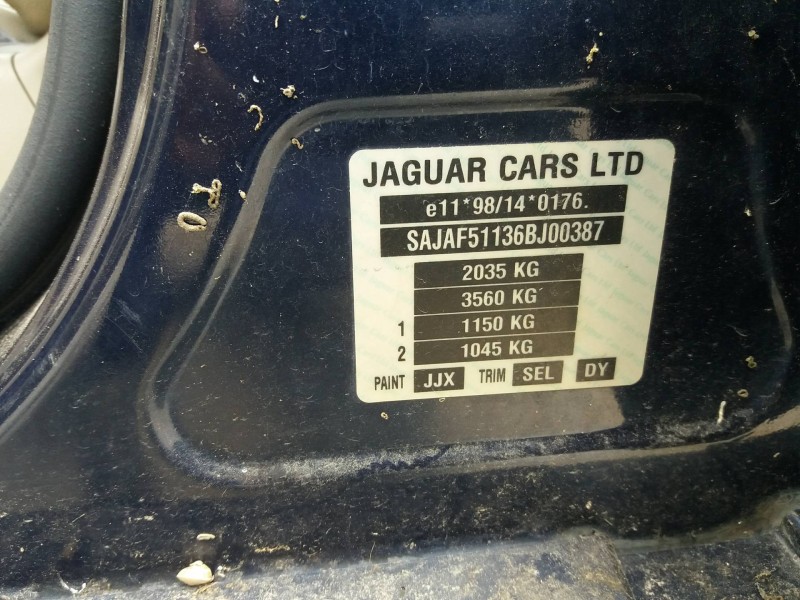 JAGUAR CARS LTD
e11*98/14*0176.
SAJAF51136BJ00387
2035 KG
3560 KG
1 1150 KG
2 1045 KG
PAINT JJX TRIM SEL DY